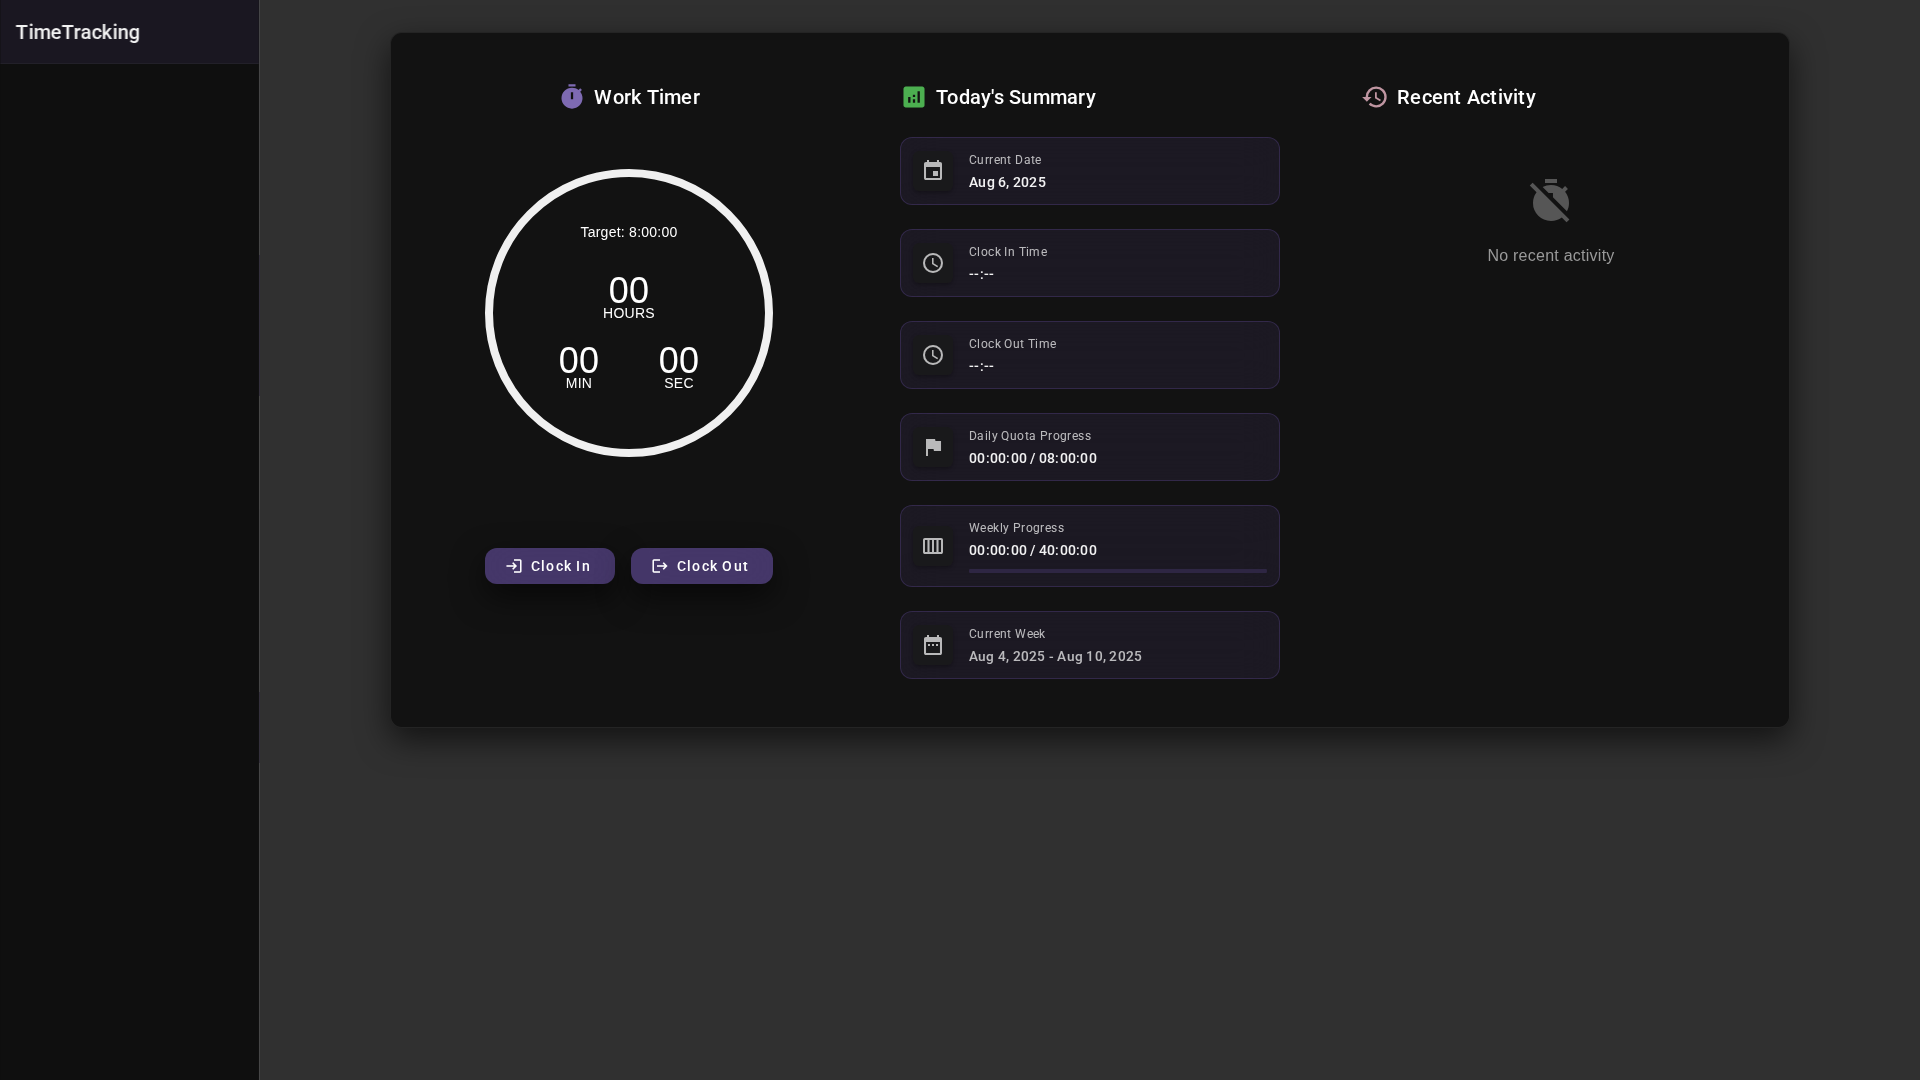 TimeTracking
Work Timer
Target: 8:00:00
00
HOURS
00 00
MIN SEC
Clock In Clock Out
Today's Summary
Current Date
Aug 6, 2025
Clock In Time
--:--
Clock Out Time
--:--
Daily Quota Progress
00:00:00 / 08:00:00
Weekly Progress
00:00:00 / 40:00:00
Current Week
Aug 4, 2025 - Aug 10, 2025
Recent Activity
No recent activity